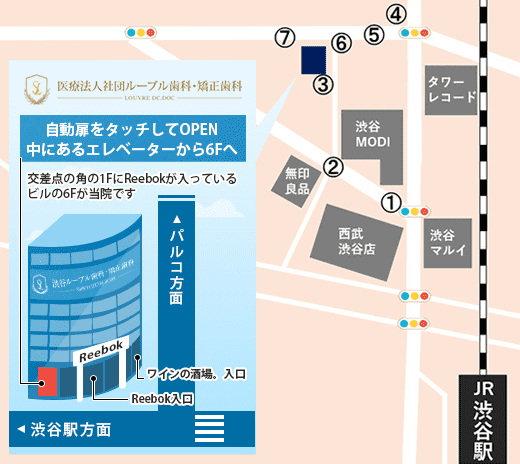 医療法人社団ルーブル歯科・矯正歯科
LOUVRE DC.DOC
自動扉をタッチしてOPEN
中にあるエレベーターから6Fへ
交差点の角の1FにReebokが入っている
ビルの6Fが当院です
▲パルコ方面
渋谷ルーブル歯科・矯正歯科
Reebok
ワインの酒場。入口
Reebok入口
◀ 渋谷駅方面
④
⑦
⑥
⑤
③
タワー
レコード
渋谷
MODI
②
無印
良品
①
西武
渋谷店
渋谷
マルイ
JR
渋谷駅